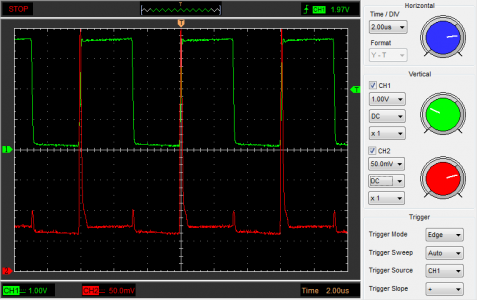 STOP
T
CH1 1.97V
T
T
1
2
CH1 1.00V
CH2 50.0mV
Time 2.00us
Horizontal
Time / DIV
2.00us
Format
Y - T
Vertical
CH1
1.00V
DC
x 1
CH2
50.0mV
DC
x 1
Trigger
Trigger Mode Edge
Trigger Sweep Auto
Trigger Source CH1
Trigger Slope +